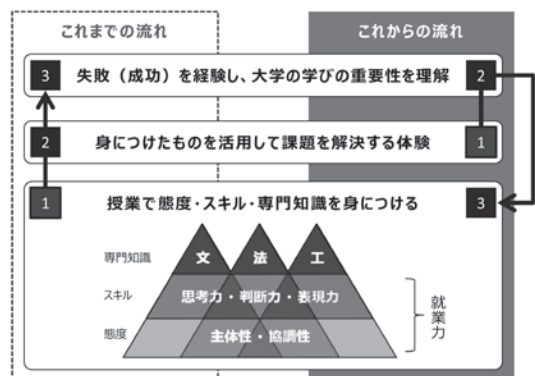 これまでの流れ
これからの流れ
3 失敗（成功）を経験し、大学の学びの重要性を理解 2
2 身につけたものを活用して課題を解決する体験 1
1 授業で態度・スキル・専門知識を身につける 3
専門知識 文 法 工
スキル 思考力・判断力・表現力
態度 主体性・協調性
就業力